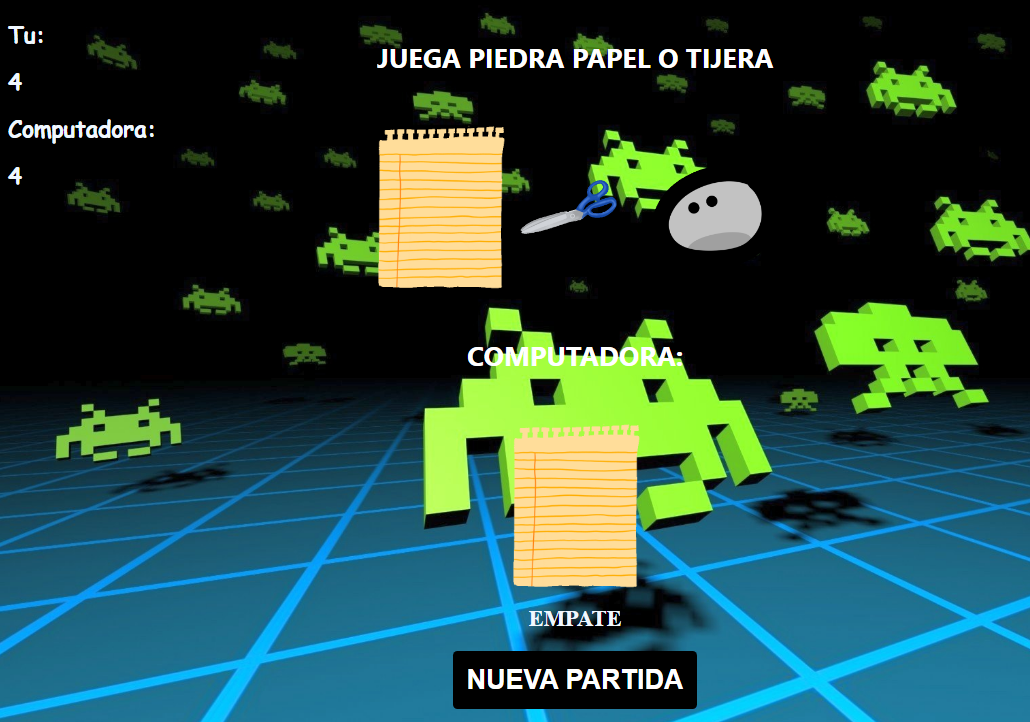 Tu:
4
Computadora:
4
JUEGA PIEDRA PAPEL O TIJERA
COMPUTADORA:
EMPATE
NUEVA PARTIDA